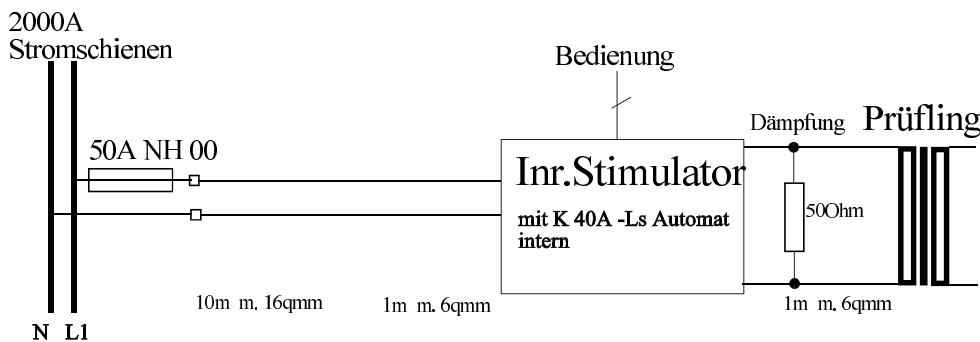 2000A
Stromschienen
Bedienung
50A NH 00
Dämpfung
Prüfling
Inr.Stimulator
mit K 40A -Ls Automat
intern
50Ohm
10m m. 16qmm
1m m. 6qmm
1m m. 6qmm
N L1